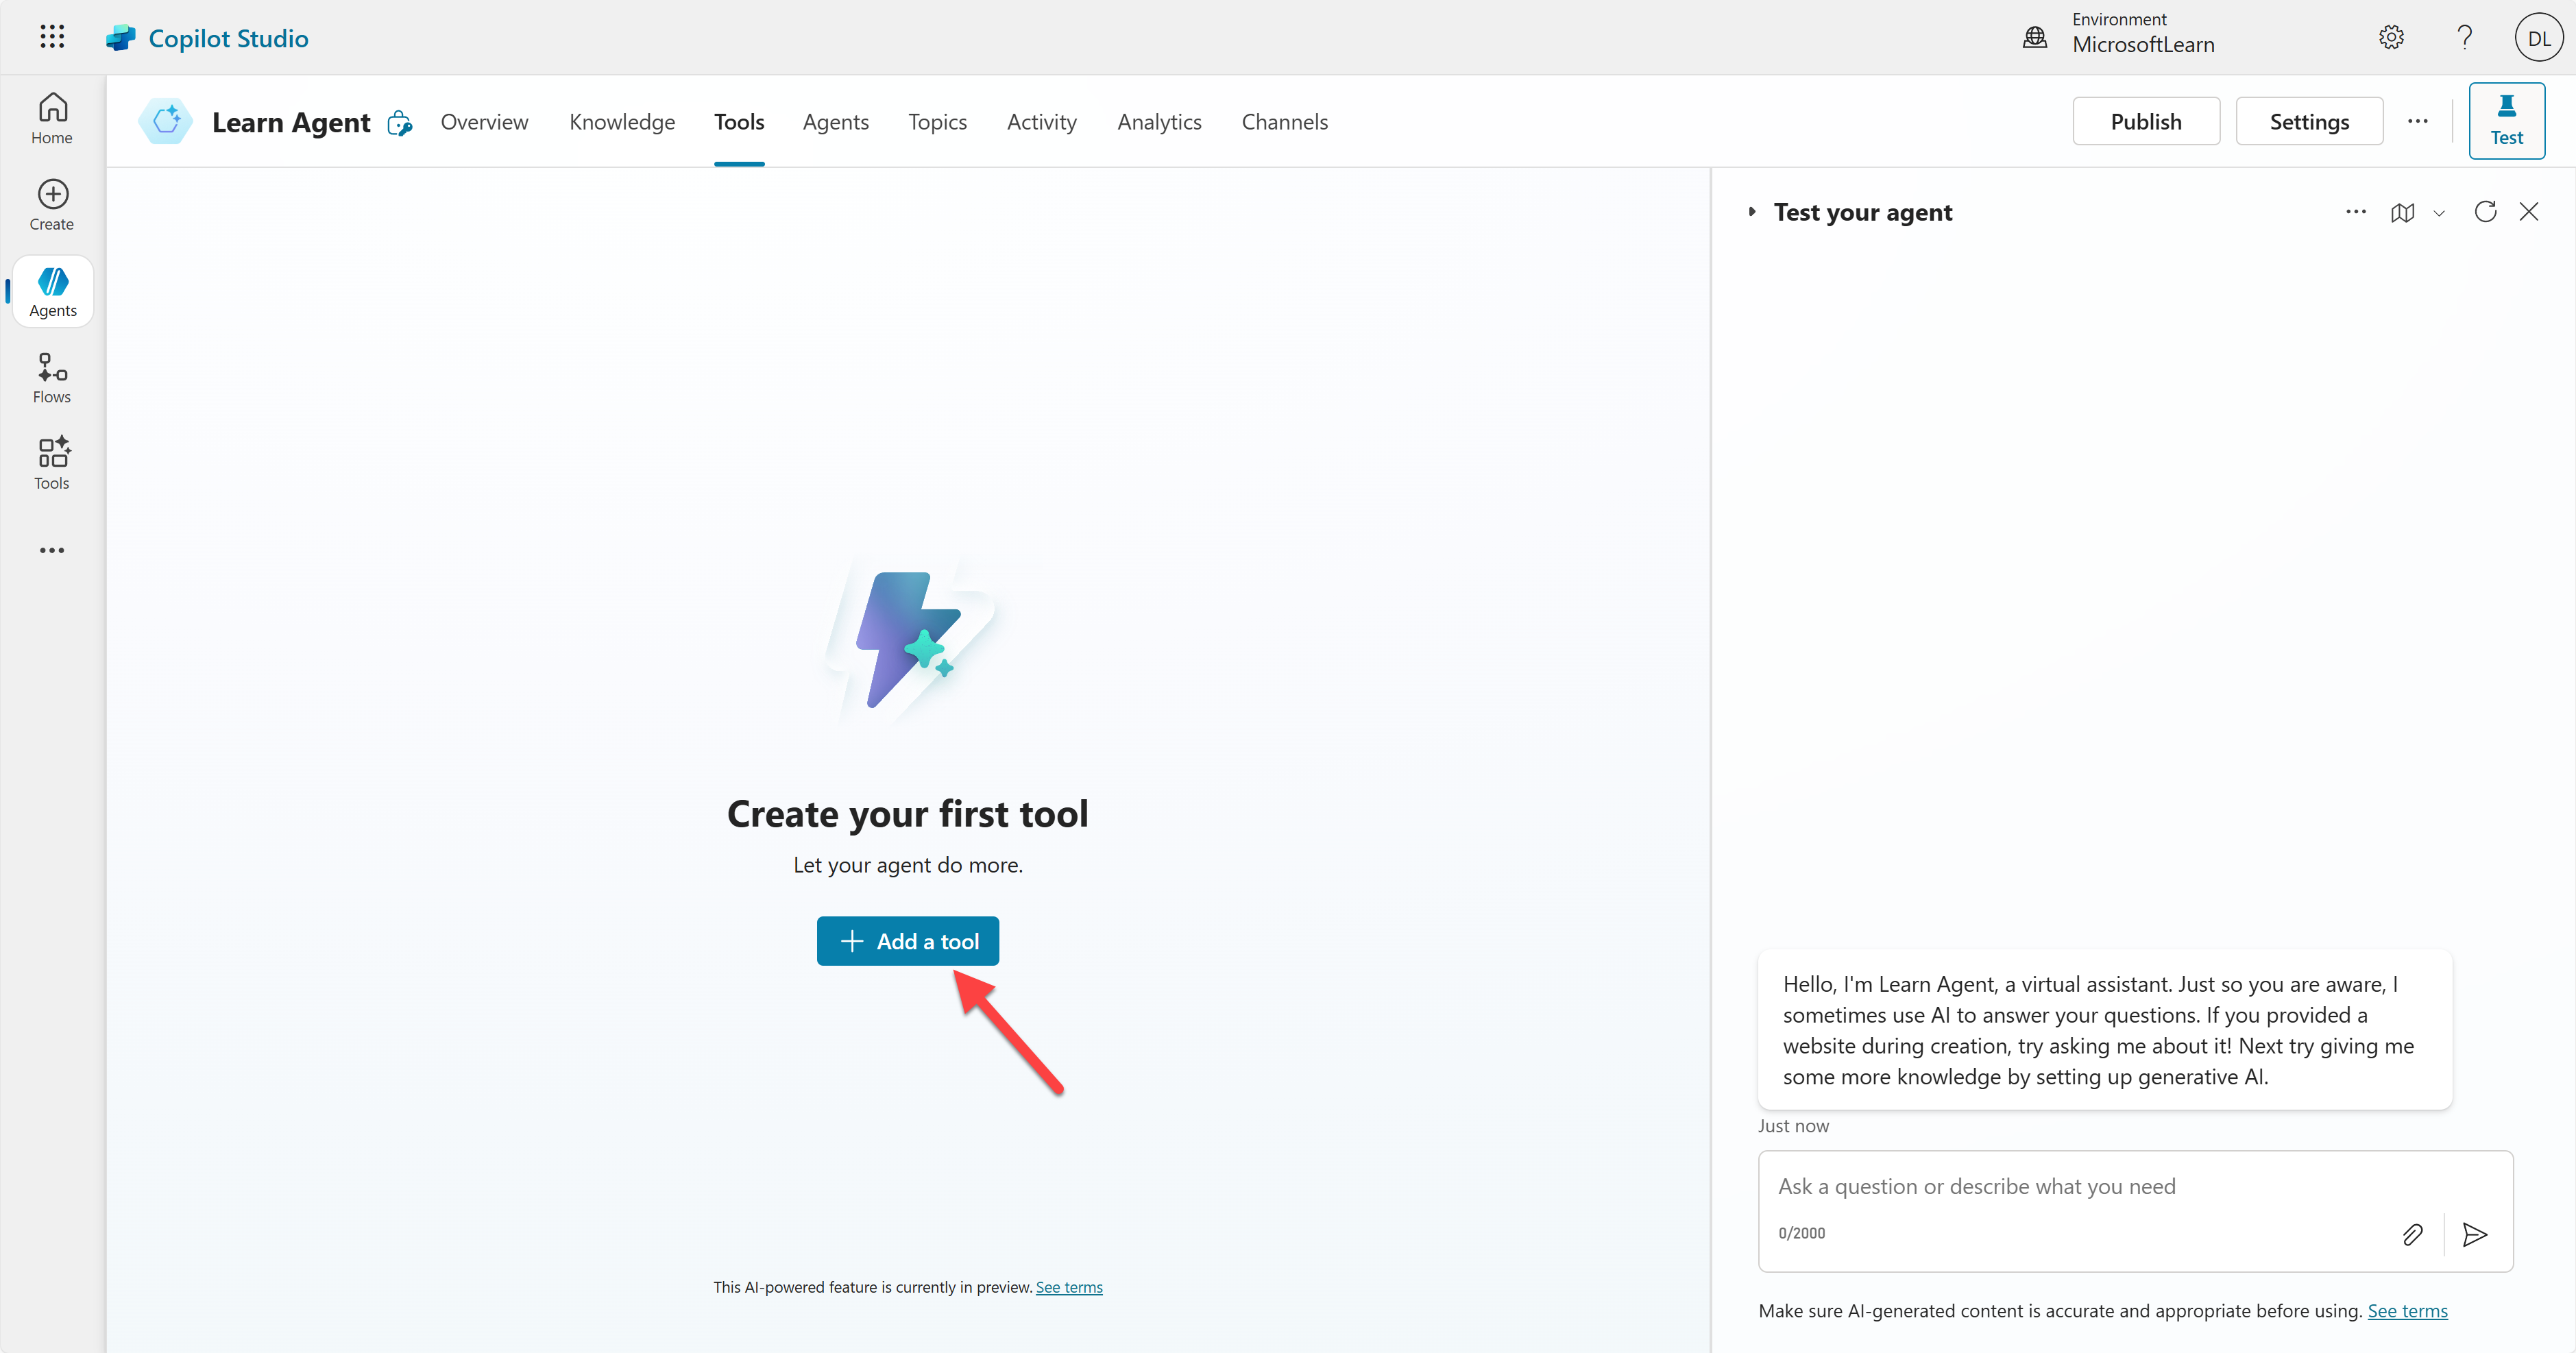 Copilot Studio
Environment
MicrosoftLearn
DL
Home
Create
Agents
Flows
Tools
Learn Agent
Overview
Knowledge
Tools
Agents
Topics
Activity
Analytics
Channels
Publish
Settings
Test
Create your first tool
Let your agent do more.
Add a tool
This AI-powered feature is currently in preview. See terms
Test your agent
Hello, I'm Learn Agent, a virtual assistant. Just so you are aware, I
sometimes use AI to answer your questions. If you provided a
website during creation, try asking me about it! Next try giving me
some more knowledge by setting up generative AI.
Just now
Ask a question or describe what you need
0/2000
Make sure AI-generated content is accurate and appropriate before using. See terms